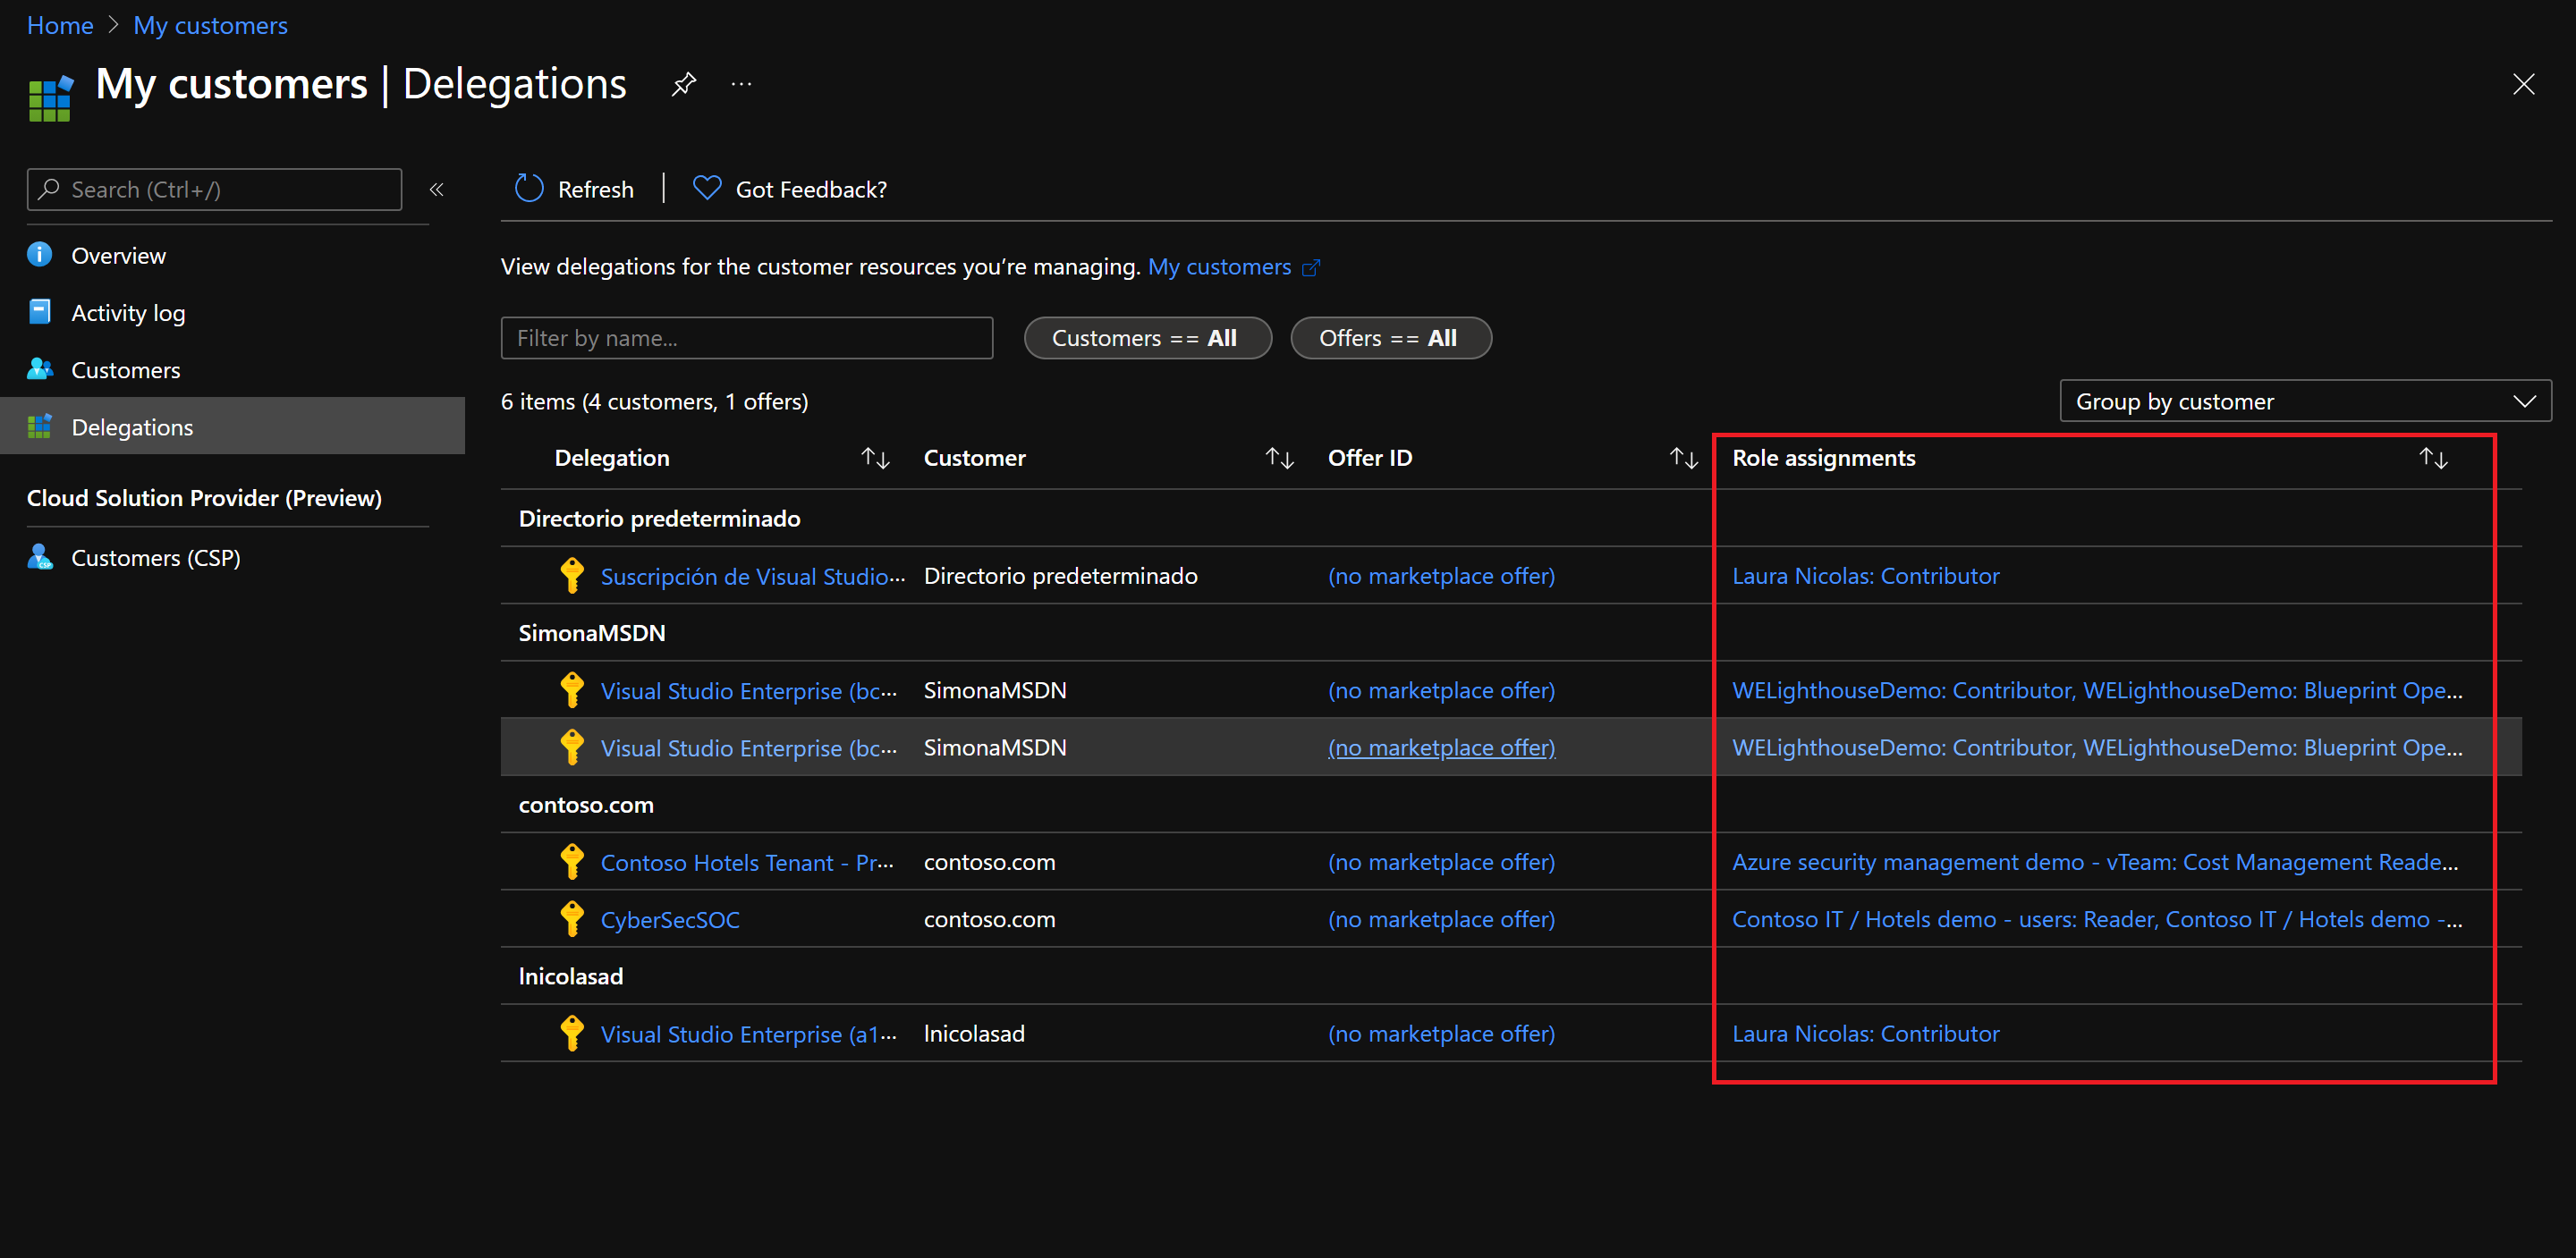 Home > My customers
My customers | Delegations
Search (Ctrl+/)
Overview
Activity log
Customers
Delegations
Cloud Solution Provider (Preview)
Customers (CSP)
Refresh | Got Feedback?
View delegations for the customer resources you’re managing. My customers
Filter by name... Customers == All Offers == All
6 items (4 customers, 1 offers) Group by customer
Delegation Customer Offer ID Role assignments
Directorio predeterminado
Suscripción de Visual Studio... Directorio predeterminado (no marketplace offer) Laura Nicolas: Contributor
SimonaMSDN
Visual Studio Enterprise (bc... SimonaMSDN (no marketplace offer) WELighthouseDemo: Contributor, WELighthouseDemo: Blueprint Ope...
Visual Studio Enterprise (bc... SimonaMSDN (no marketplace offer) WELighthouseDemo: Contributor, WELighthouseDemo: Blueprint Ope...
contoso.com
Contoso Hotels Tenant - Pr... contoso.com (no marketplace offer) Azure security management demo - vTeam: Cost Management Reade...
CyberSecSOC contoso.com (no marketplace offer) Contoso IT / Hotels demo - users: Reader, Contoso IT / Hotels demo -...
lnicolasad
Visual Studio Enterprise (a1... lnicolasad (no marketplace offer) Laura Nicolas: Contributor